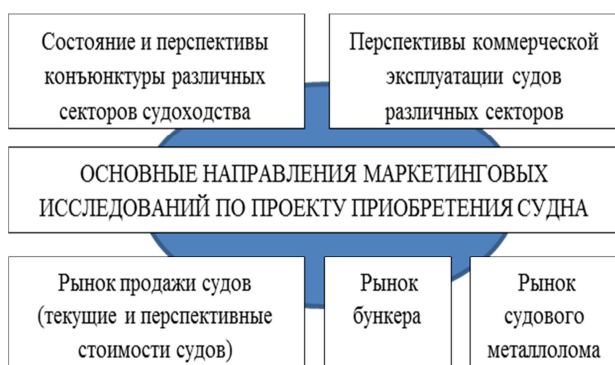 Состояние и перспективы
конъюнктуры различных
секторов судоходства
Перспективы коммерческой
эксплуатации судов
различных секторов
ОСНОВНЫЕ НАПРАВЛЕНИЯ МАРКЕТИНГОВЫХ
ИССЛЕДОВАНИЙ ПО ПРОЕКТУ ПРИОБРЕТЕНИЯ СУДНА
Рынок продажи судов
(текущие и перспективные
стоимости судов)
Рынок
бункера
Рынок
судового
металлолома